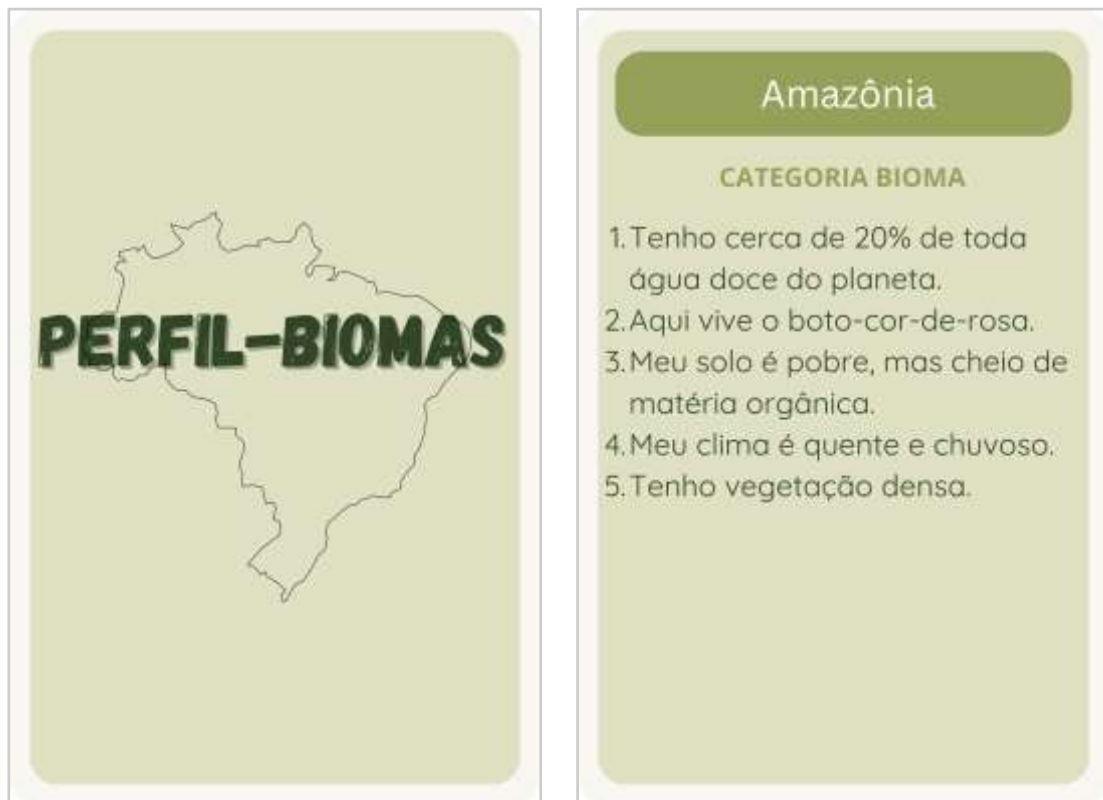 PERFIL-BIOMAS
Amazônia
CATEGORIA BIOMA
1. Tenho cerca de 20% de toda
água doce do planeta.
2. Aqui vive o boto-cor-de-rosa.
3. Meu solo é pobre, mas cheio de
matéria orgânica.
4. Meu clima é quente e chuvoso.
5. Tenho vegetação densa.